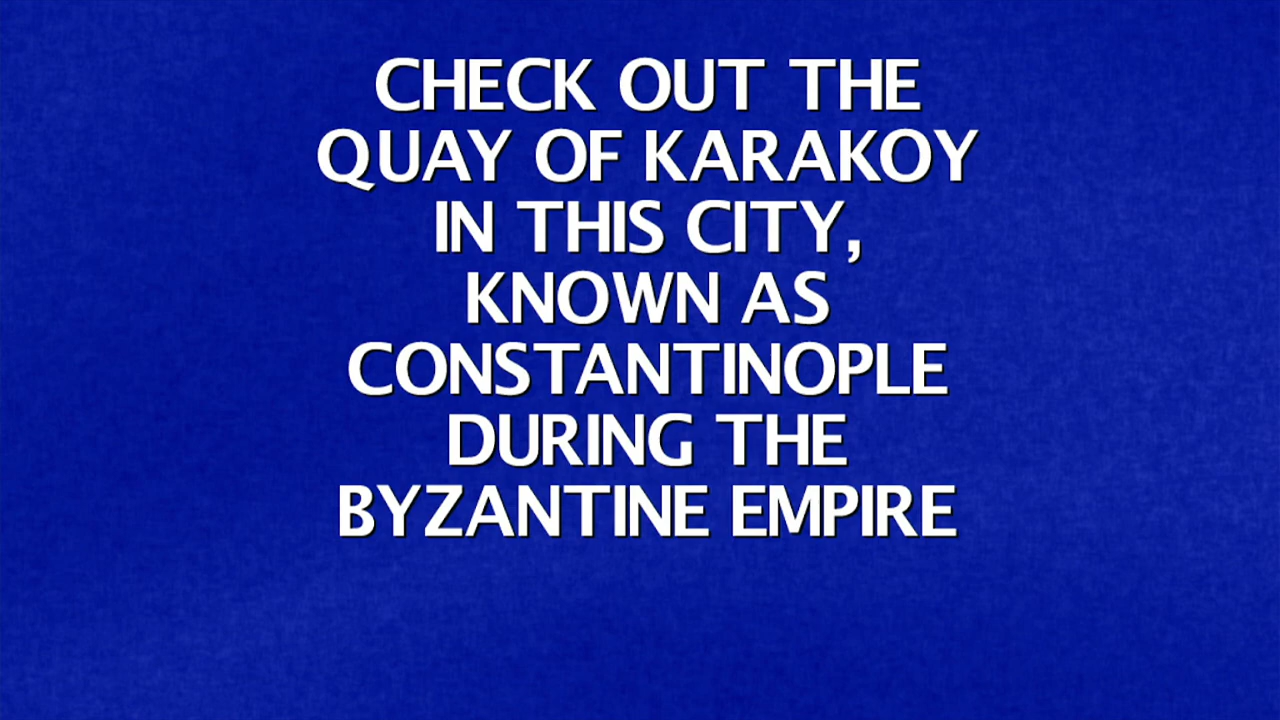 CHECK OUT THE
QUAY OF KARAKOY
IN THIS CITY,
KNOWN AS
CONSTANTINOPLE
DURING THE
BYZANTINE EMPIRE